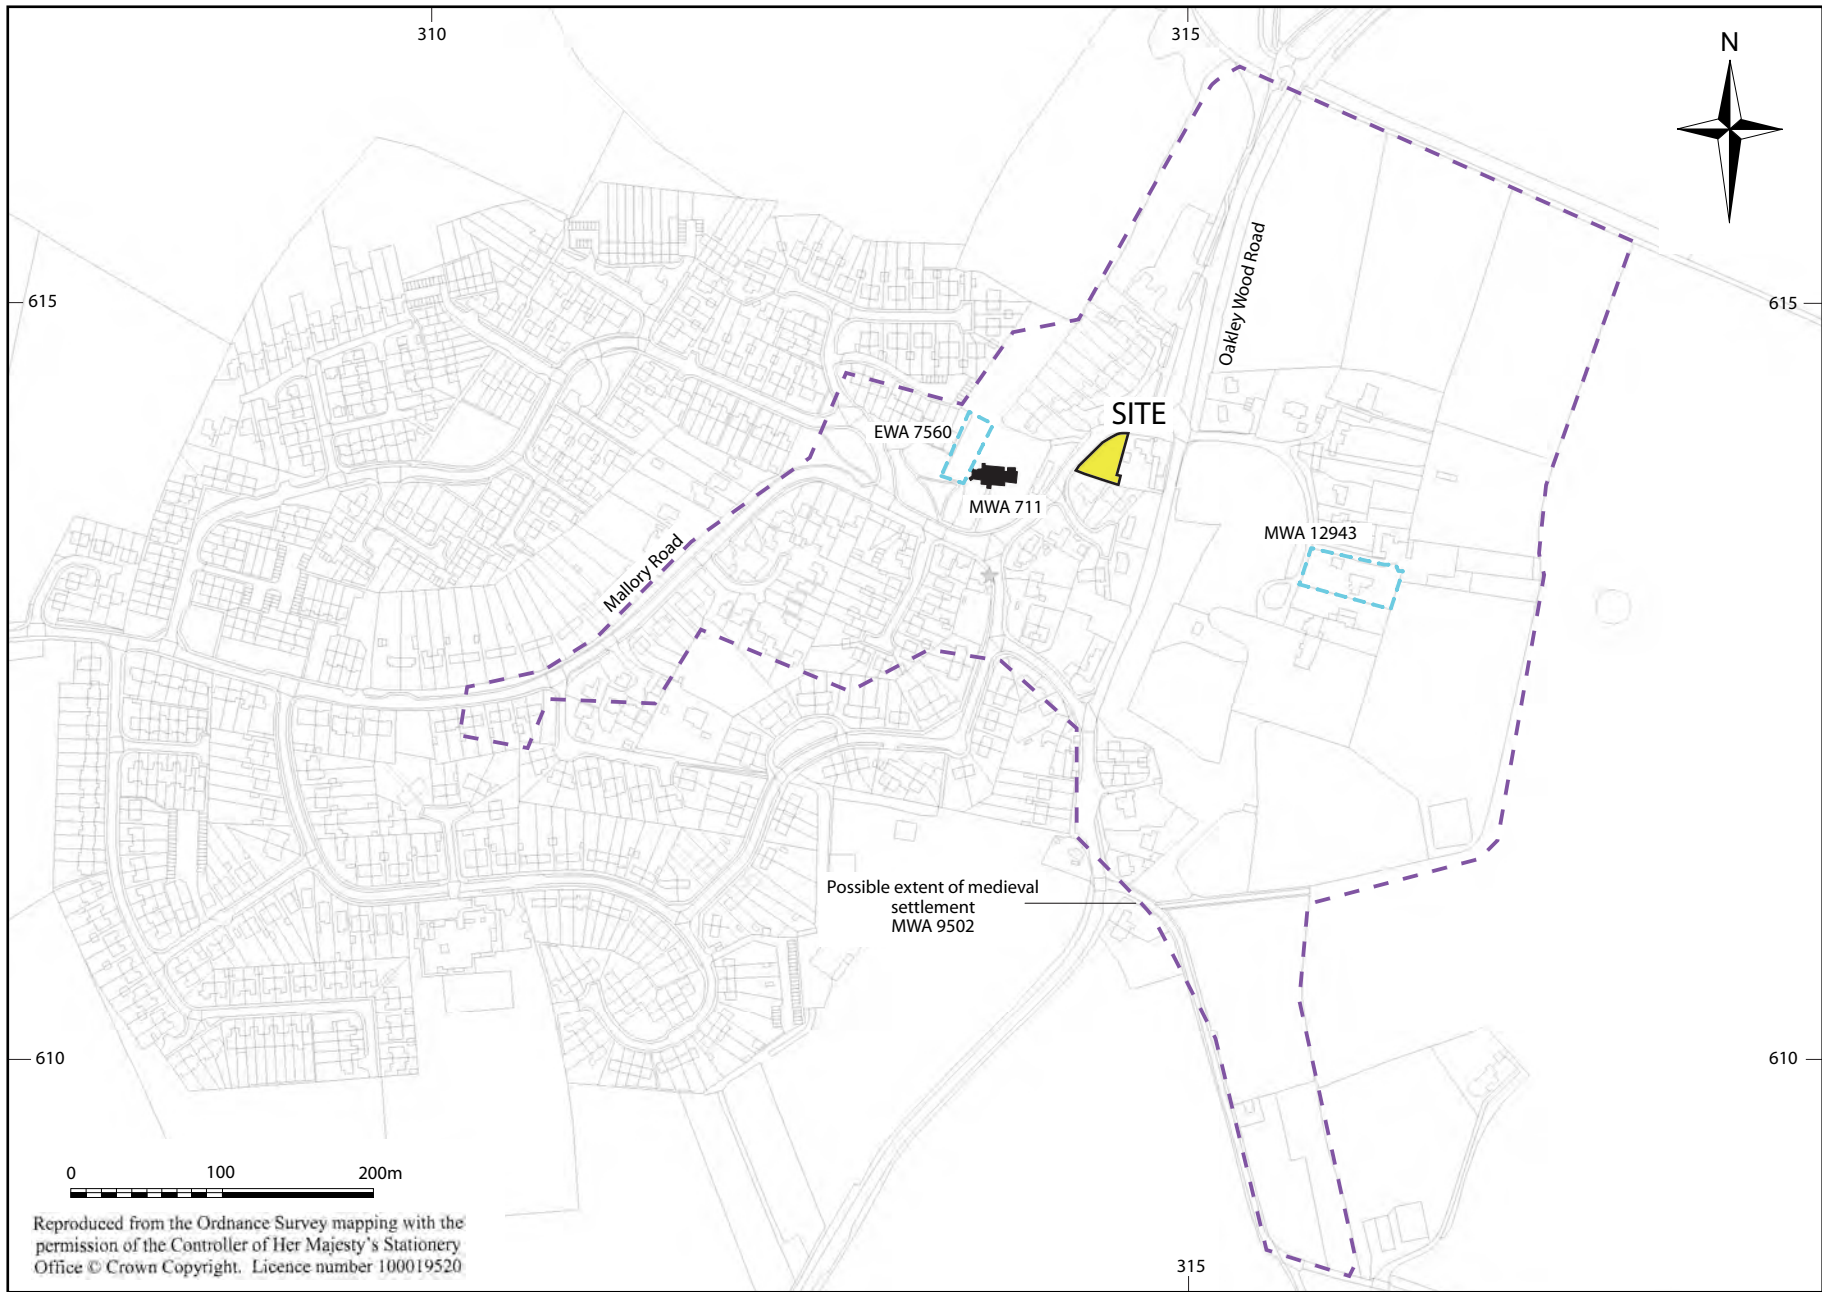 310
315
N
615
615
Oakley Wood Road
SITE
EWA 7560
MWA 711
MWA 12943
Mallory Road
Possible extent of medieval
settlement
MWA 9502
610
610
0 100 200m
Reproduced from the Ordnance Survey mapping with the
permission of the Controller of Her Majesty's Stationery
Office © Crown Copyright. Licence number 100019520
315